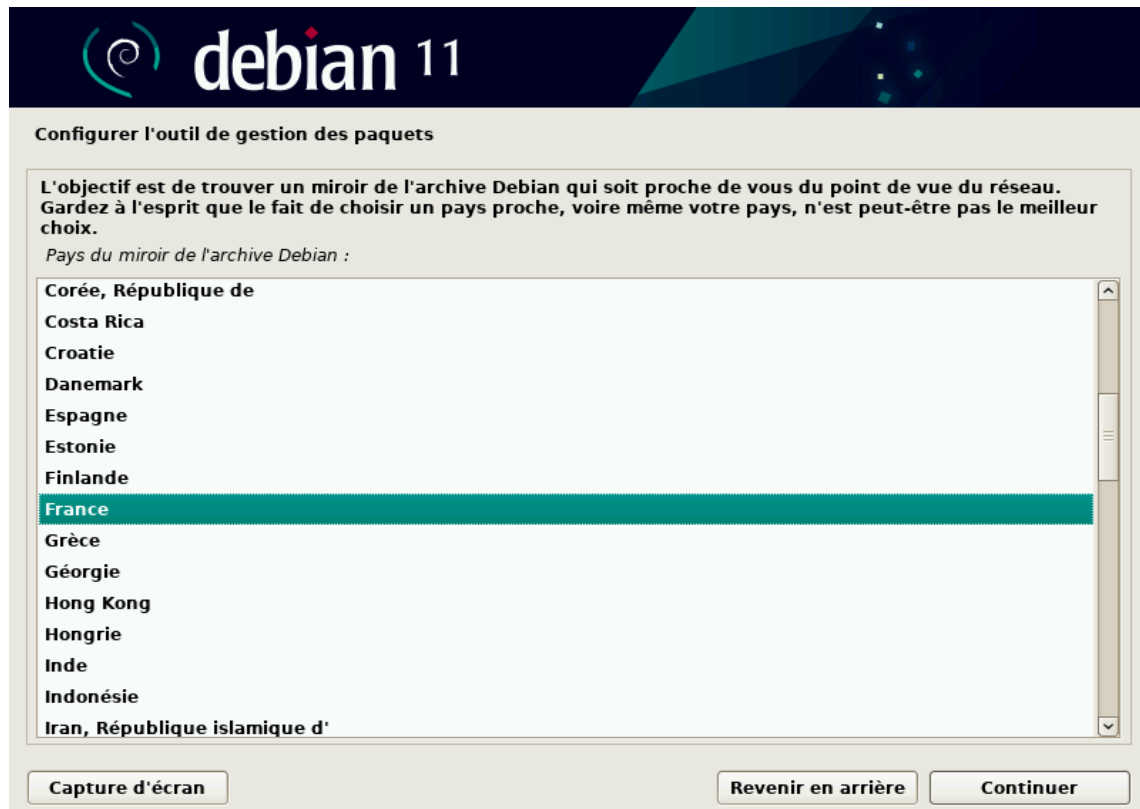 debian 11
Configurer l'outil de gestion des paquets
L'objectif est de trouver un miroir de l'archive Debian qui soit proche de vous du point de vue du réseau.
Gardez à l'esprit que le fait de choisir un pays proche, voire même votre pays, n'est peut-être pas le meilleur
choix.
Pays du miroir de l'archive Debian :
Corée, République de
Costa Rica
Croatie
Danemark
Espagne
Estonie
Finlande
France
Grèce
Géorgie
Hong Kong
Hongrie
Inde
Indonésie
Iran, République islamique d'
Capture d'écran
Revenir en arrière
Continuer